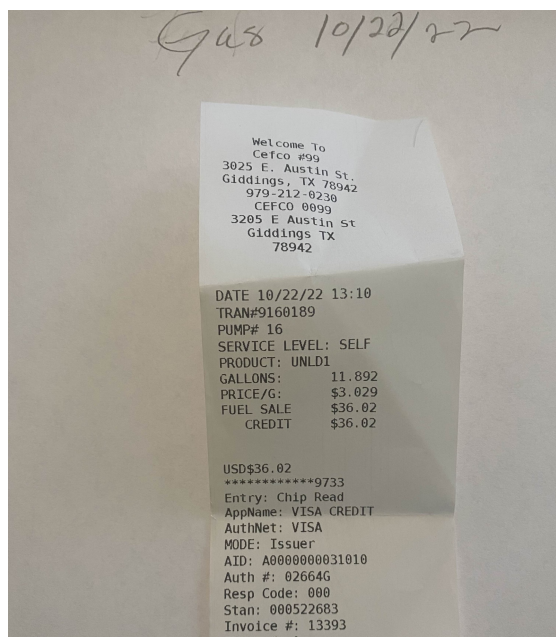 Gas 10/22/22
Welcome To
Cefco #99
3025 E. Austin St.
Giddings, TX 78942
979-212-0230
CEFCO 0099
3205 E Austin St
Giddings TX
78942
DATE 10/22/22 13:10
TRAN#9160189
PUMP# 16
SERVICE LEVEL: SELF
PRODUCT: UNLD1
GALLONS: 11.892
PRICE/G: $3.029
FUEL SALE $36.02
CREDIT $36.02
USD$36.02
************9733
Entry: Chip Read
AppName: VISA CREDIT
AuthNet: VISA
MODE: Issuer
AID: A0000000031010
Auth #: 02664G
Resp Code: 000
Stan: 000522683
Invoice #: 13393